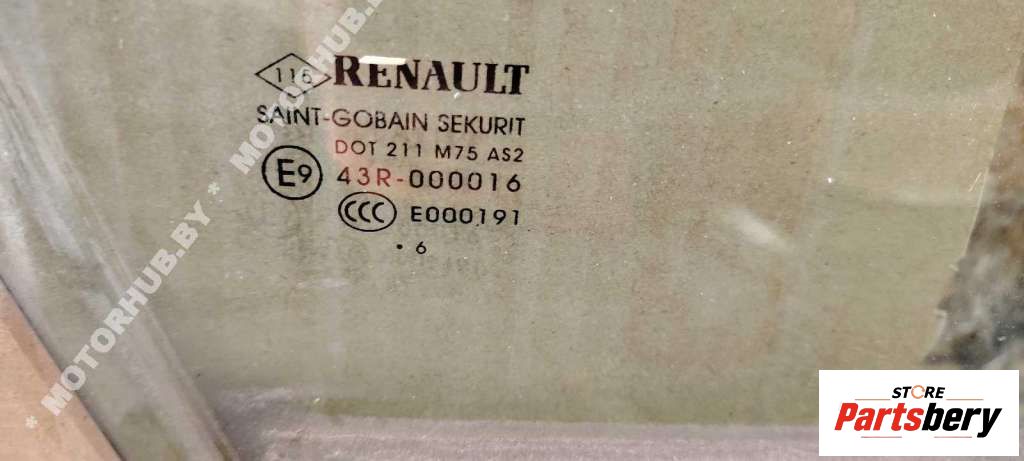 116 RENAULT
SAINT-GOBAIN SEKURIT
DOT 211 M75 AS2
E9 43R-000016
CCC E000191
. 6
* MOTORHUB.BY * MOTORHUB.BY
STORE
Partsbery